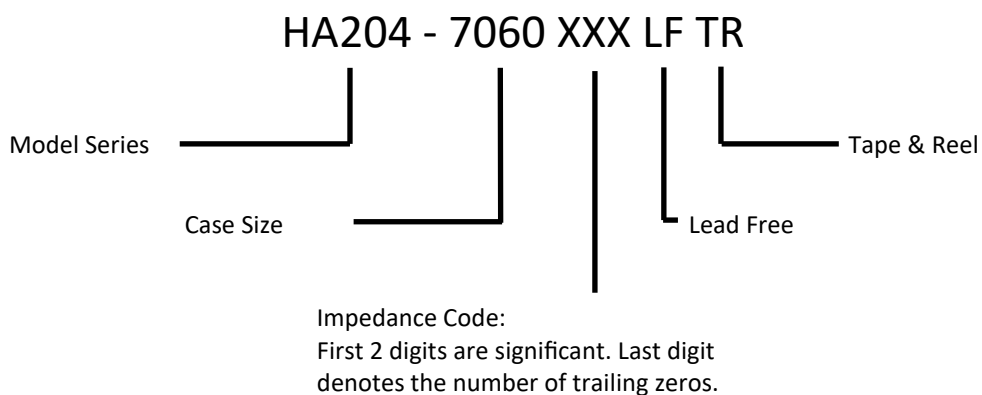 HA204 - 7060 XXX LF TR
Model Series
Tape & Reel
Case Size
Lead Free
Impedance Code:
First 2 digits are significant. Last digit
denotes the number of trailing zeros.